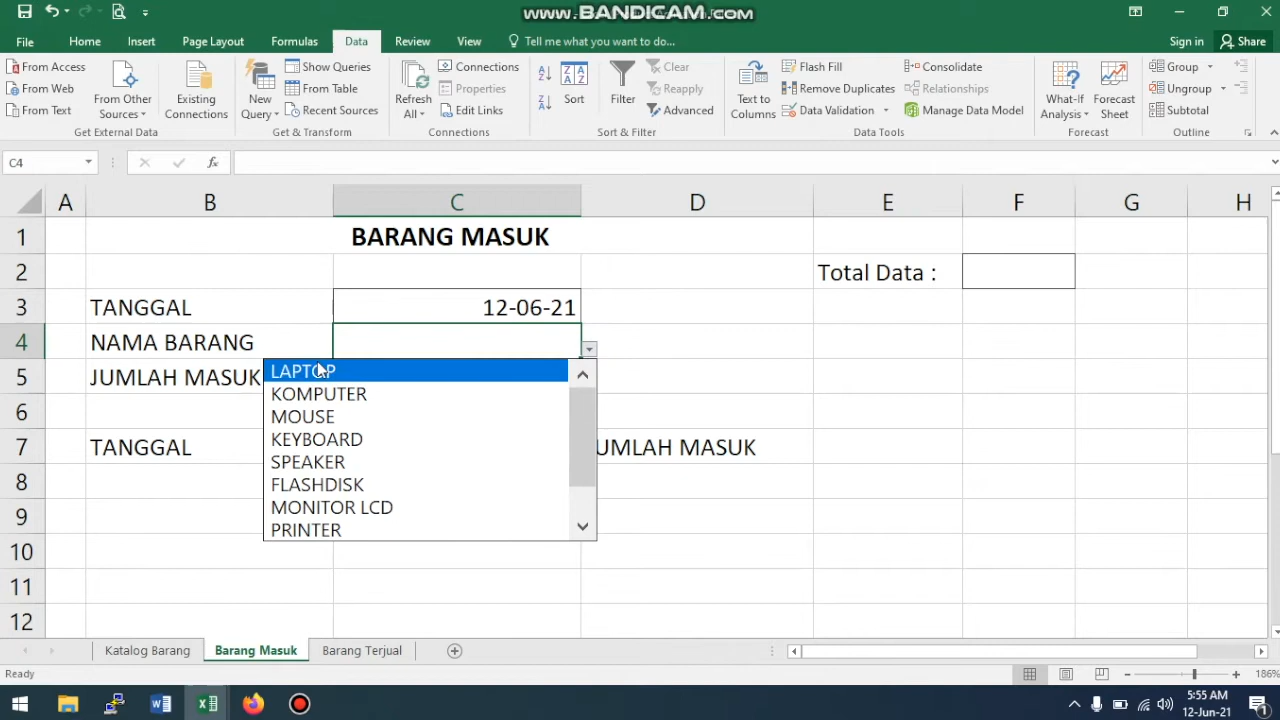 www.BANDICAM.com
File Home Insert Page Layout Formulas Data Review View Tell me what you want to do... Sign in Share
From Access
From Web
From Text
From Other Sources
Existing Connections
Get External Data
New Query
Show Queries
From Table
Recent Sources
Get & Transform
Refresh All
Connections
Properties
Edit Links
Connections
Sort
Filter
Clear
Reapply
Advanced
Sort & Filter
Text to Columns
Flash Fill
Remove Duplicates
Data Validation
Consolidate
Relationships
Manage Data Model
Data Tools
What-If Analysis
Forecast Sheet
Forecast
Group
Ungroup
Subtotal
Outline
C4 fx
A B C D E F G H
1 BARANG MASUK
2 Total Data :
3 TANGGAL 12-06-21
4 NAMA BARANG
5 JUMLAH MASUK
6
7 TANGGAL UMLAH MASUK
8
9
10
11
12
LAPTOP
KOMPUTER
MOUSE
KEYBOARD
SPEAKER
FLASHDISK
MONITOR LCD
PRINTER
Katalog Barang Barang Masuk Barang Terjual
Ready 186%
5:55 AM
12-Jun-21